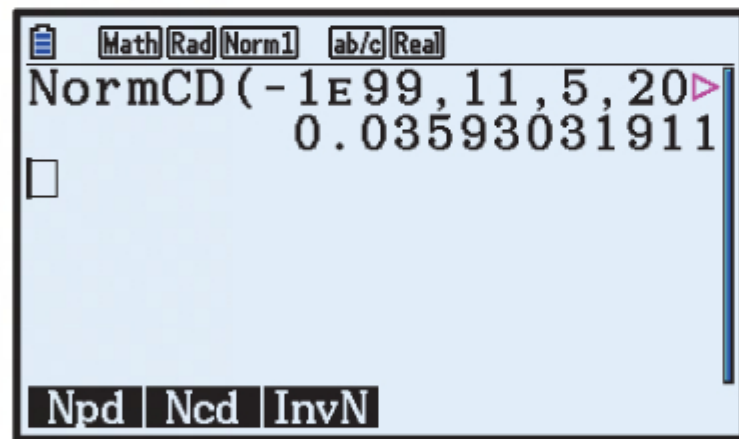 Math Rad Norm1 ab/c Real
NormCD(-1E99,11,5,20
0.03593031911
Npd Ncd InvN